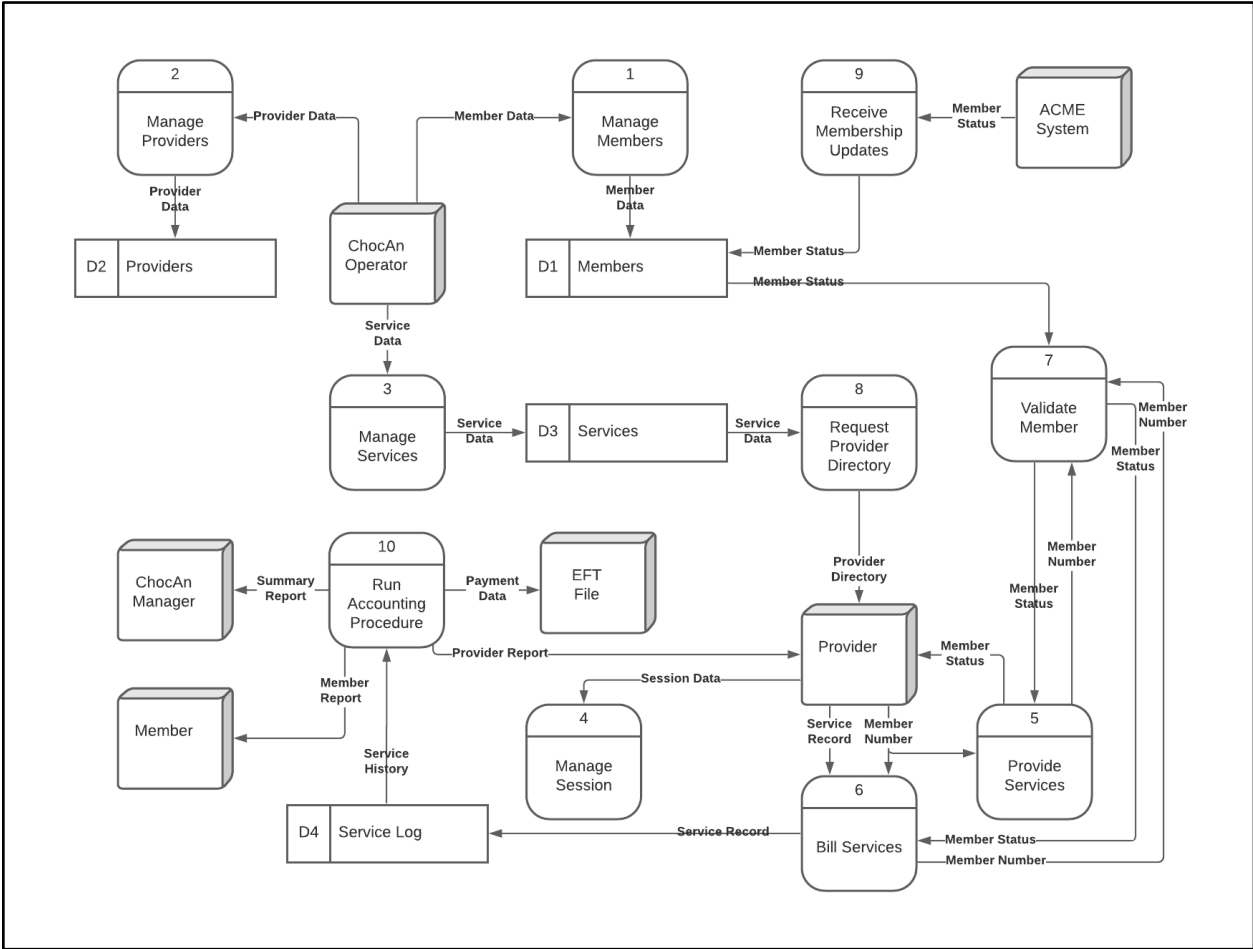 2
Manage
Providers
Provider Data
Member Data
1
Manage
Members
9
Receive
Membership
Updates
Member
Status
ACME
System
Provider
Data
Member
Data
ChocAn
Operator
D2
Providers
D1
Members
Member Status
Member Status
Service
Data
3
Manage
Services
Service
Data
D3
Services
Service
Data
8
Request
Provider
Directory
7
Validate
Member
Member
Number
Member
Status
ChocAn
Manager
Summary
Report
10
Run
Accounting
Procedure
Payment
Data
EFT
File
Provider
Directory
Member
Number
Member
Status
Provider Report
Provider
Member
Status
Session Data
Member
Report
Member
Service
History
4
Manage
Session
Service
Record
Member
Number
5
Provide
Services
D4
Service Log
Service Record
6
Bill Services
Member Status
Member Number